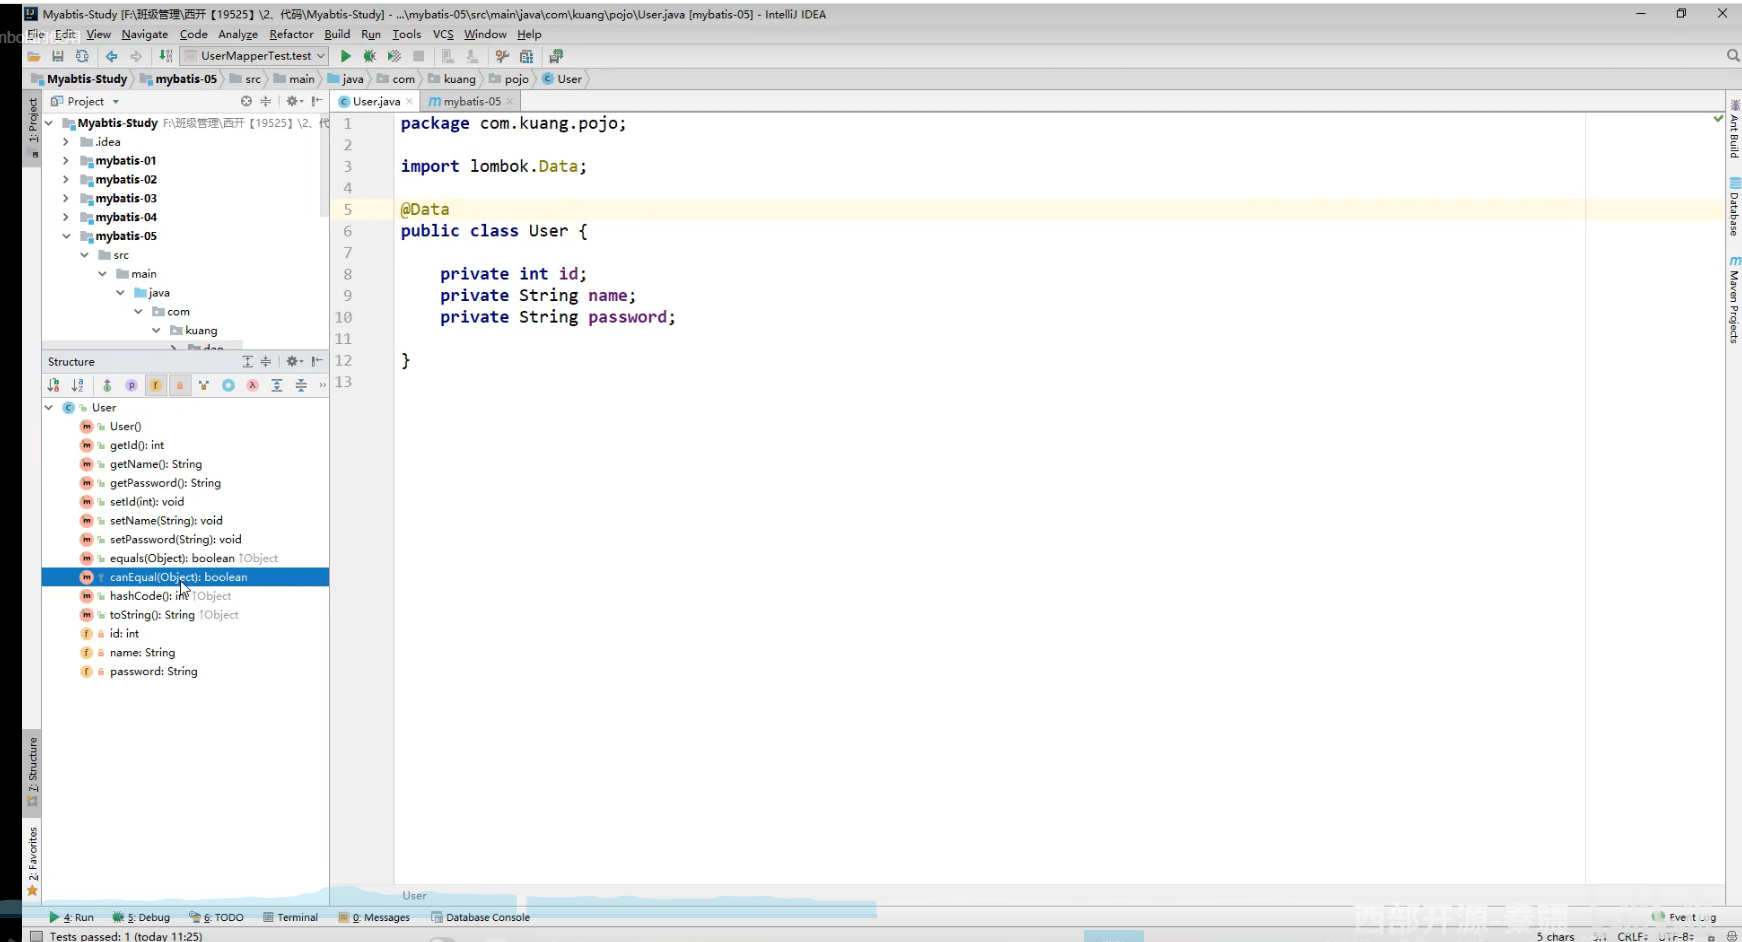 Myabtis-Study [F:\班级管理\西开【19525】\2、代码\Myabtis-Study] - ...\mybatis-05\src\main\java\com\kuang\pojo\User.java [mybatis-05] - IntelliJ IDEA
View Navigate Code Analyze Refactor Build Run Tools VCS Window Help
UserMapperTest.test
Myabtis-Study mybatis-05 src main java com kuang pojo User
1: Project
Project
User.java
mybatis-05
Myabtis-Study F:\班级管理\西开【19525】\2、代
.idea
mybatis-01
mybatis-02
mybatis-03
mybatis-04
mybatis-05
src
main
java
com
kuang
Structure
User
User()
getId(): int
getName(): String
getPassword(): String
setId(int): void
setName(String): void
setPassword(String): void
equals(Object): boolean ↑Object
canEqual(Object): boolean
hashCode(): int ↑Object
toString(): String ↑Object
id: int
name: String
password: String
1 package com.kuang.pojo;
2
3 import lombok.Data;
4
5 @Data
6 public class User {
7
8 private int id;
9 private String name;
10 private String password;
11
12 }
13
User
Ant Build
Database
Maven Projects
7: Structure
2: Favorites
4: Run 5: Debug 6: TODO Terminal 0: Messages Database Console
Event Log
西部开源-秦疆
Tests passed: 1 (today 11:25)
5 chars 5:1 CRLF UTF-8